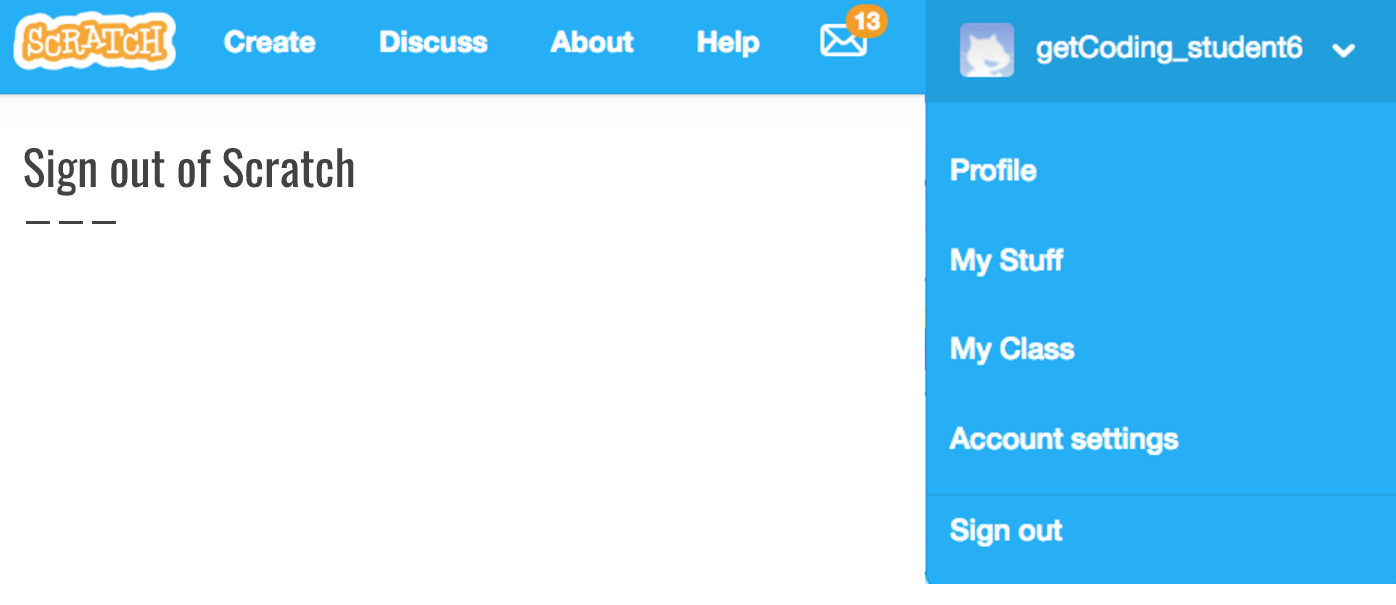 SCRATCH Create Discuss About Help 13 getCoding_student6
Sign out of Scratch
Profile
My Stuff
My Class
Account settings
Sign out